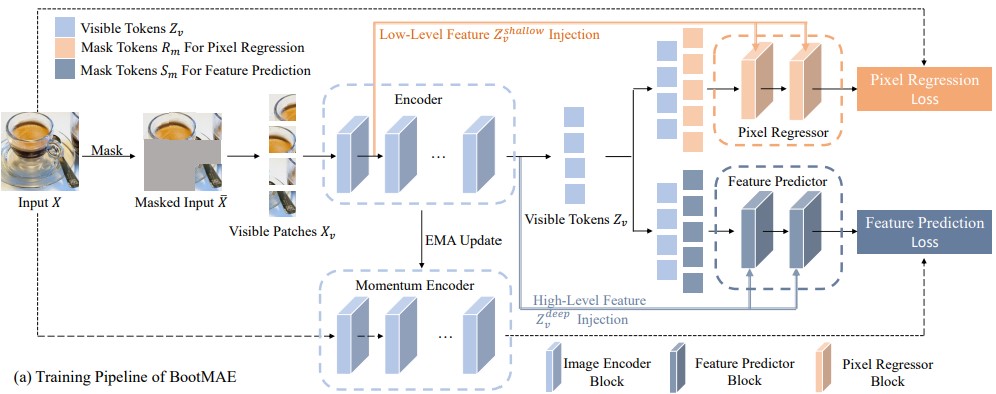 Visible Tokens Z_v
Mask Tokens R_m For Pixel Regression
Mask Tokens S_m For Feature Prediction
Low-Level Feature Z_v^shallow Injection
Encoder
Pixel Regressor
Pixel Regression
Loss
Mask
Input X
Masked Input X̄
Visible Patches X_v
Visible Tokens Z_v
Feature Predictor
Feature Prediction
Loss
EMA Update
Momentum Encoder
High-Level Feature
Z_v^deep Injection
...
...
(a) Training Pipeline of BootMAE
Image Encoder
Block
Feature Predictor
Block
Pixel Regressor
Block